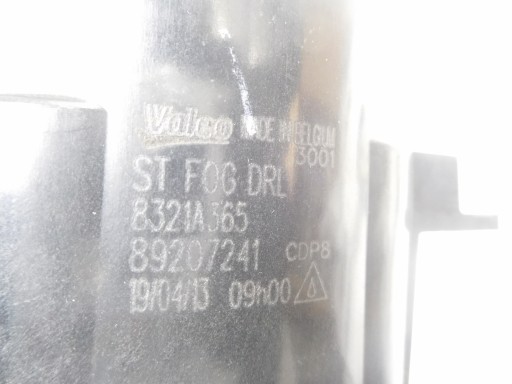 Valeo MADE IN BELGIUM
3001
ST FOG DRL
8321A365
89207241 CDP8
19/04/13 09h00